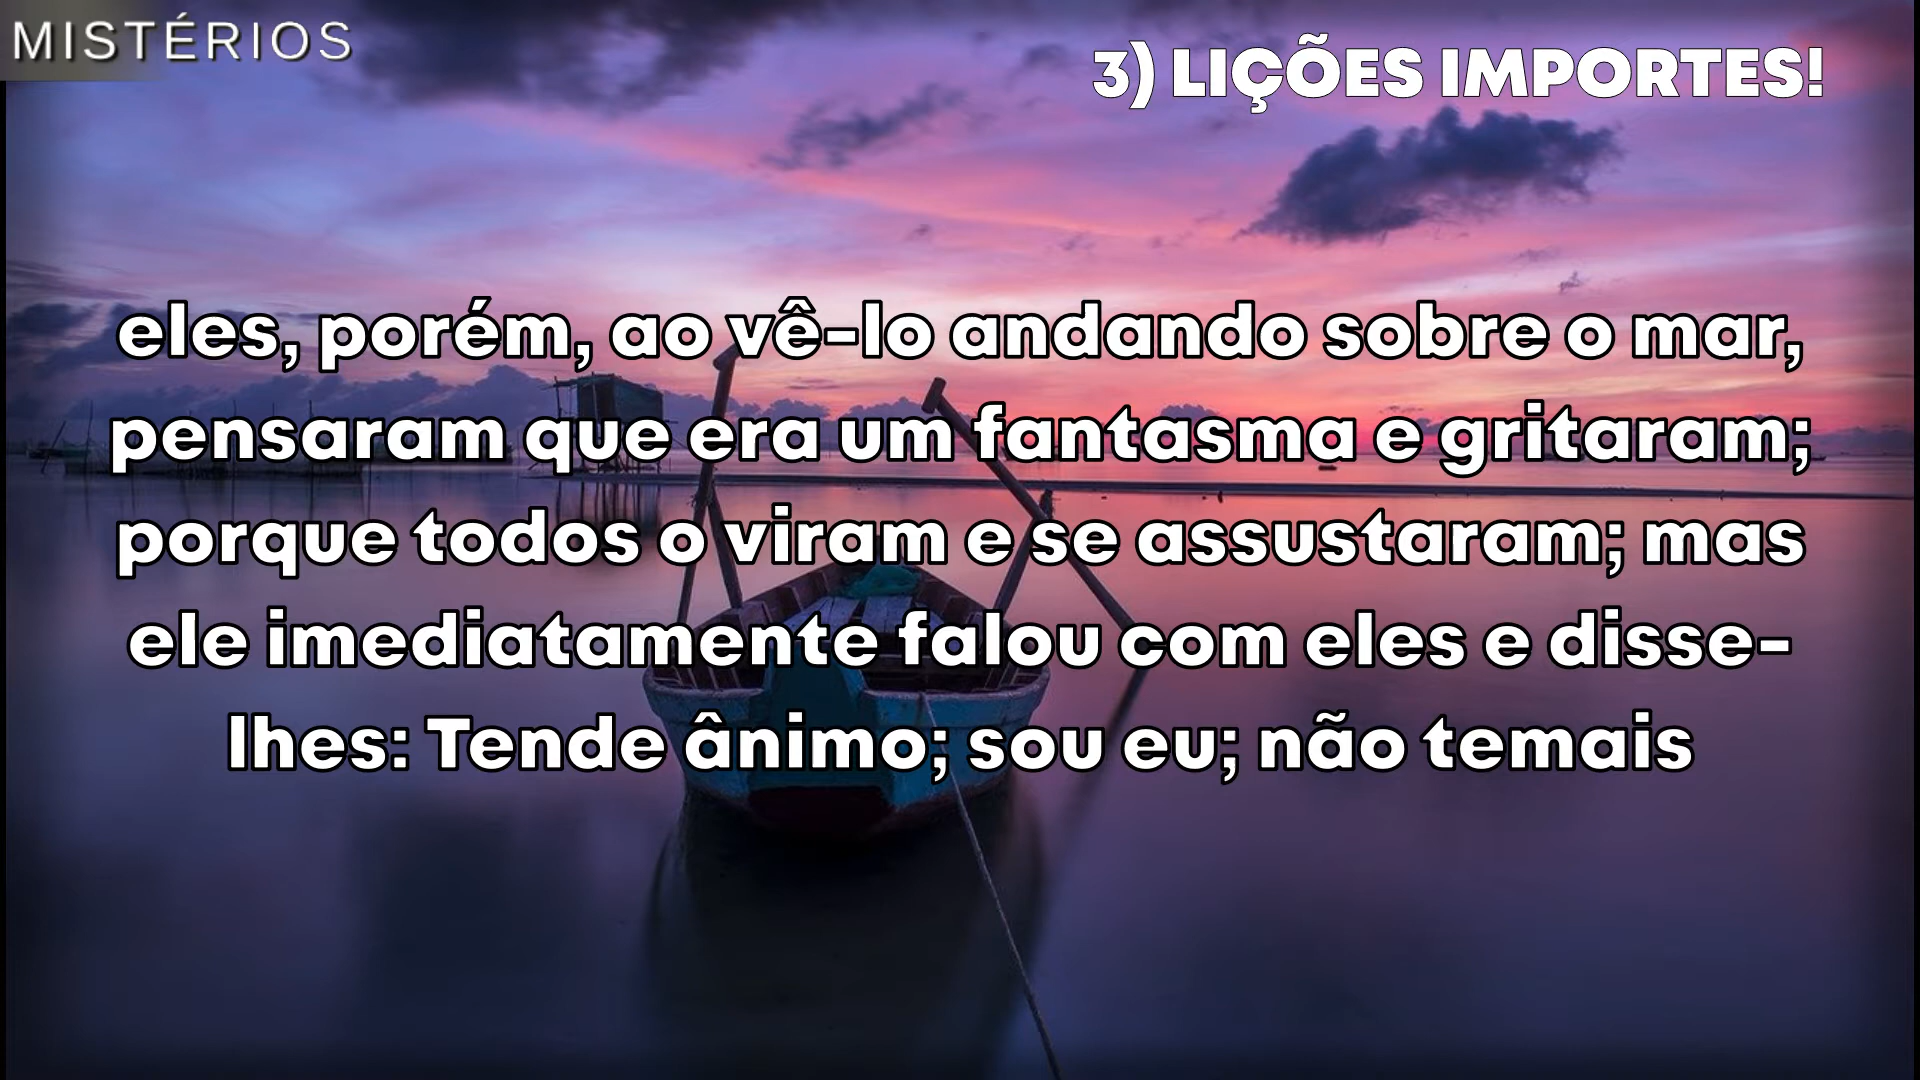 MISTÉRIOS
3) LIÇÕES IMPORTES!
eles, porém, ao vê-lo andando sobre o mar,
pensaram que era um fantasma e gritaram;
porque todos o viram e se assustaram; mas
ele imediatamente falou com eles e disse-
lhes: Tende ânimo; sou eu; não temais